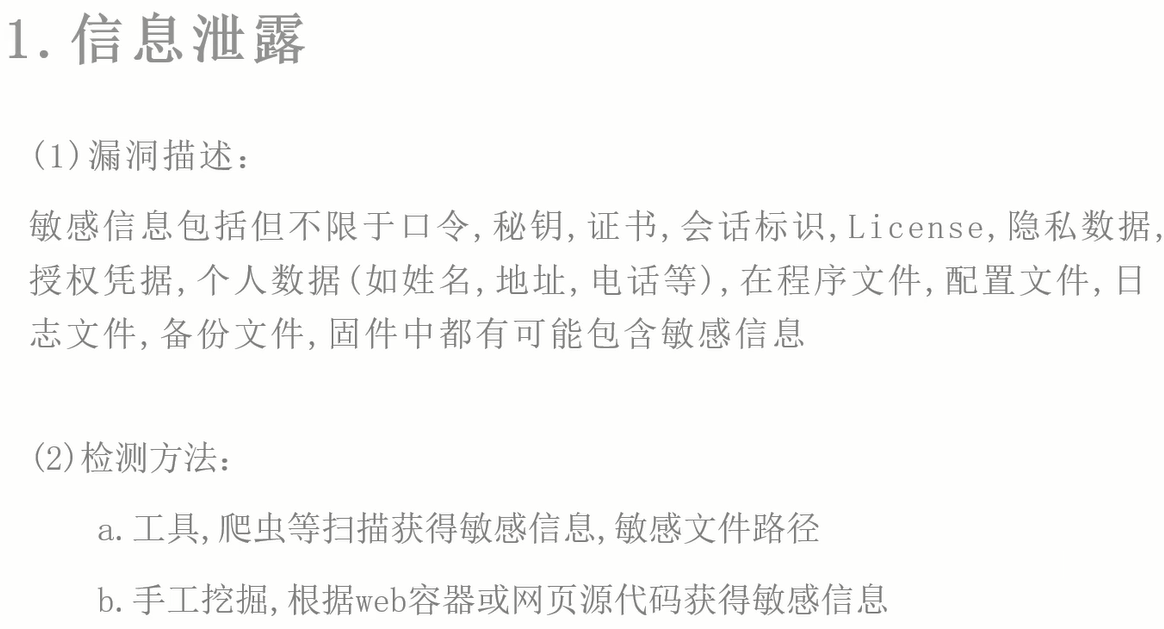 1.信息泄露
(1)漏洞描述：
敏感信息包括但不限于口令,秘钥,证书,会话标识,License,隐私数据,
授权凭据,个人数据(如姓名,地址,电话等),在程序文件,配置文件,日
志文件,备份文件,固件中都有可能包含敏感信息
(2)检测方法：
a.工具,爬虫等扫描获得敏感信息,敏感文件路径
b.手工挖掘,根据web容器或网页源代码获得敏感信息